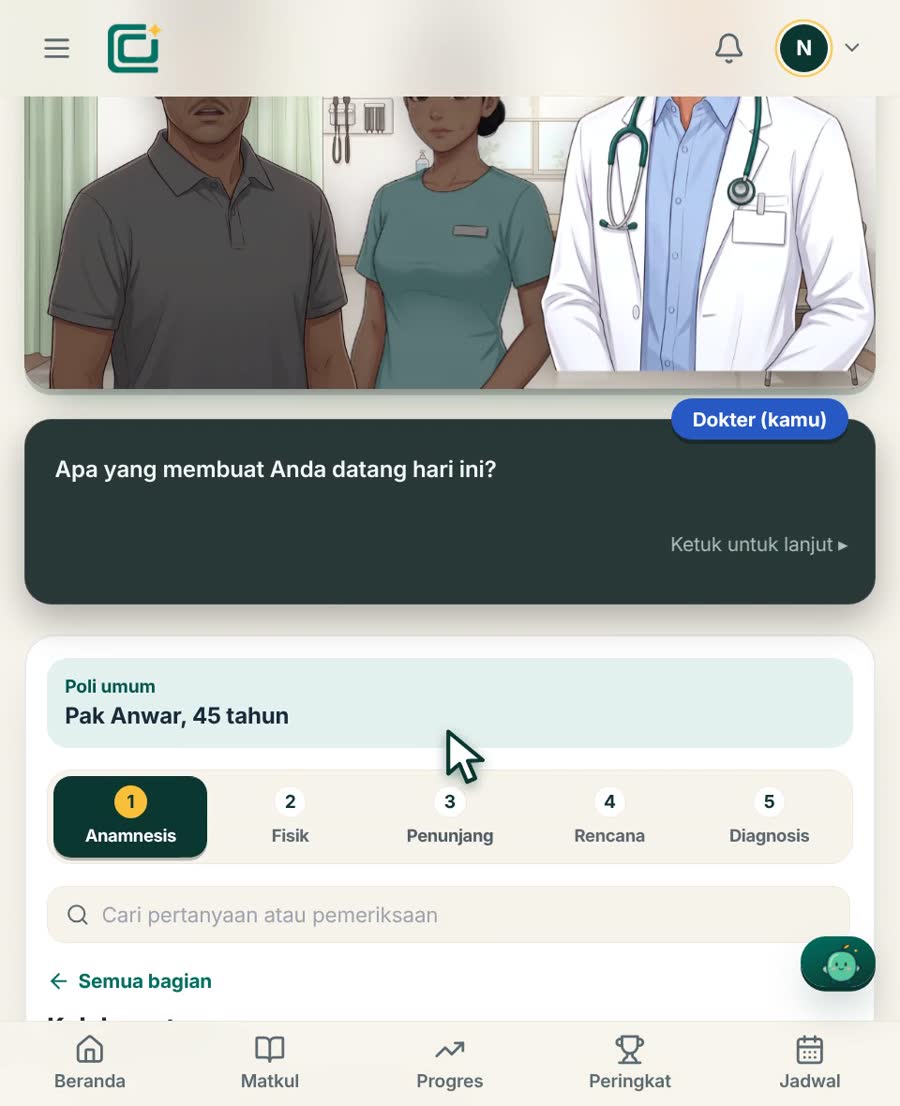 N
Dokter (kamu)
Apa yang membuat Anda datang hari ini?
Ketuk untuk lanjut ▸
Poli umum
Pak Anwar, 45 tahun
1
Anamnesis
2
Fisik
3
Penunjang
4
Rencana
5
Diagnosis
Cari pertanyaan atau pemeriksaan
← Semua bagian
Beranda
Matkul
Progres
Peringkat
Jadwal